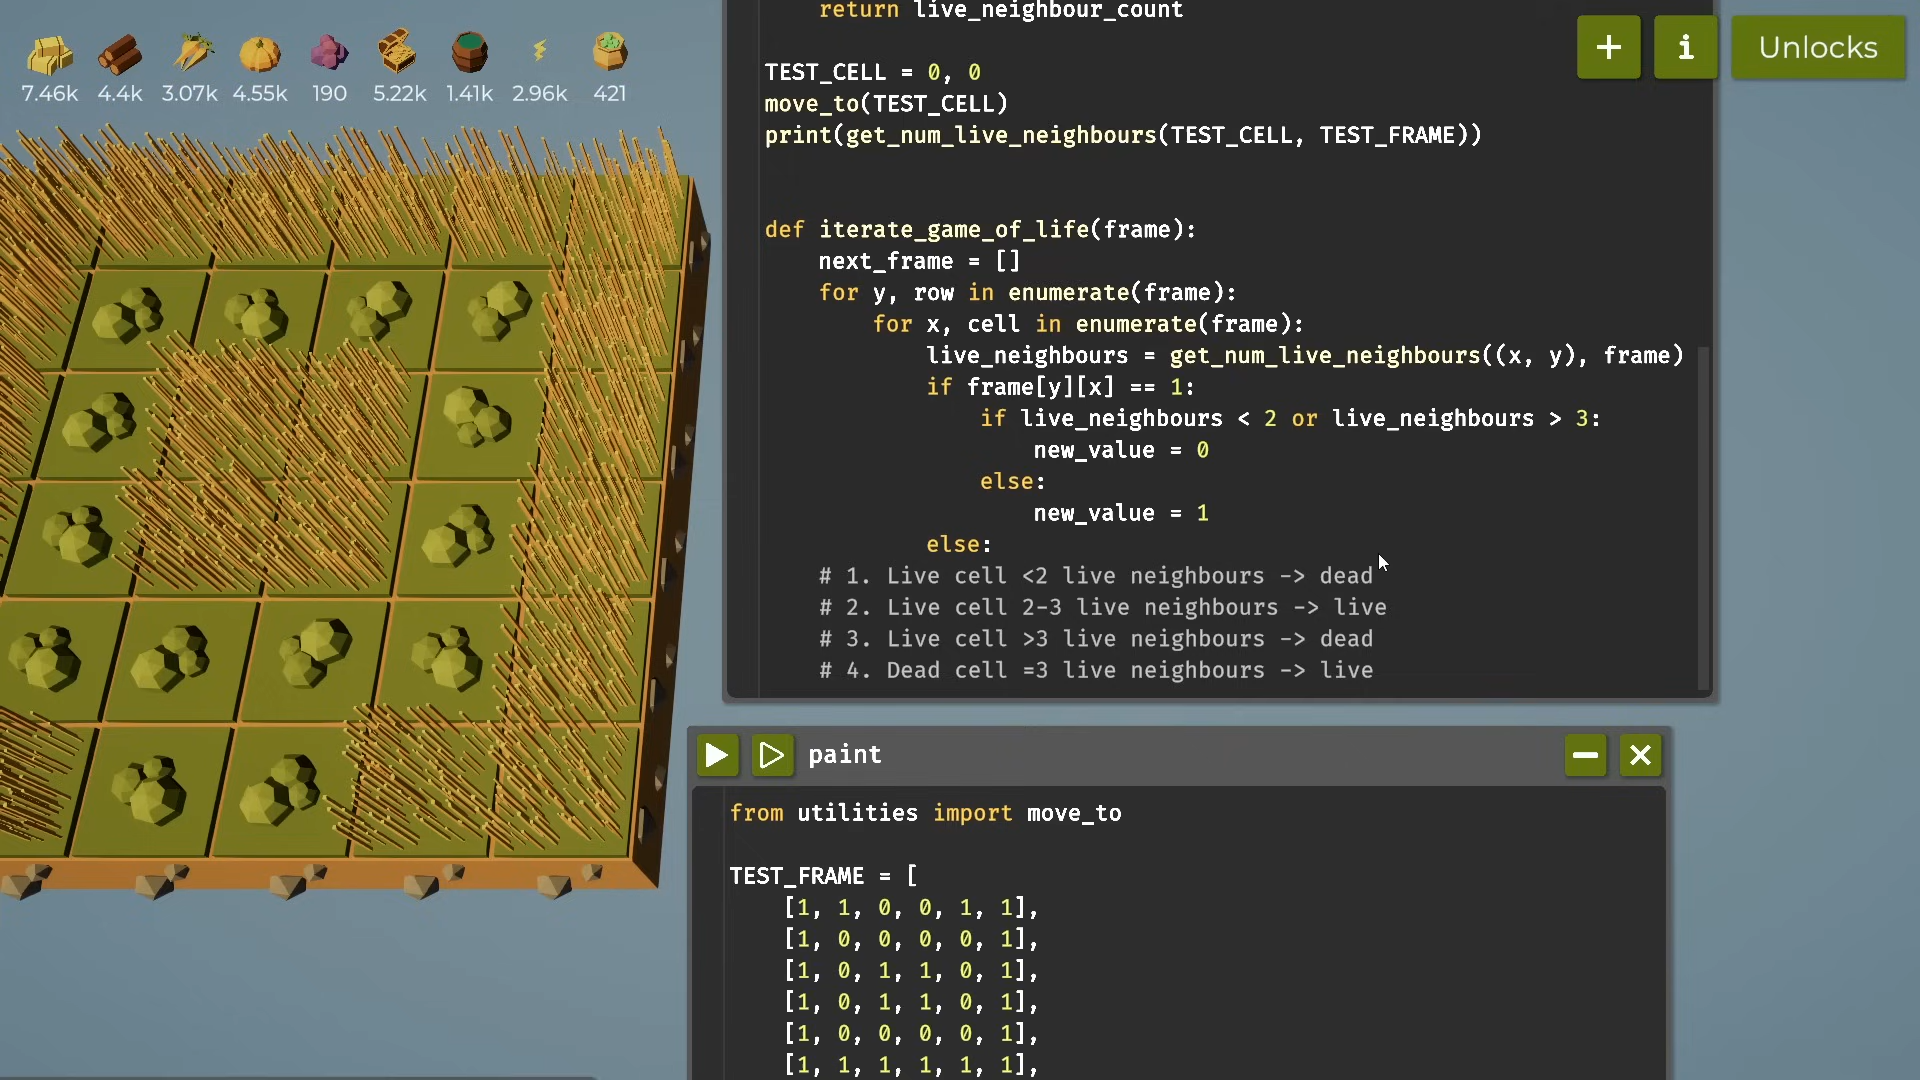 7.46k 4.4k 3.07k 4.55k 190 5.22k 1.41k 2.96k 421
+ i Unlocks
return live_neighbour_count
TEST_CELL = 0, 0
move_to(TEST_CELL)
print(get_num_live_neighbours(TEST_CELL, TEST_FRAME))
def iterate_game_of_life(frame):
next_frame = []
for y, row in enumerate(frame):
for x, cell in enumerate(frame):
live_neighbours = get_num_live_neighbours((x, y), frame)
if frame[y][x] == 1:
if live_neighbours < 2 or live_neighbours > 3:
new_value = 0
else:
new_value = 1
else:
# 1. Live cell <2 live neighbours -> dead
# 2. Live cell 2-3 live neighbours -> live
# 3. Live cell >3 live neighbours -> dead
# 4. Dead cell =3 live neighbours -> live
paint
from utilities import move_to
TEST_FRAME = [
[1, 1, 0, 0, 1, 1],
[1, 0, 0, 0, 0, 1],
[1, 0, 1, 1, 0, 1],
[1, 0, 1, 1, 0, 1],
[1, 0, 0, 0, 0, 1],
[1, 1, 1, 1, 1, 1],